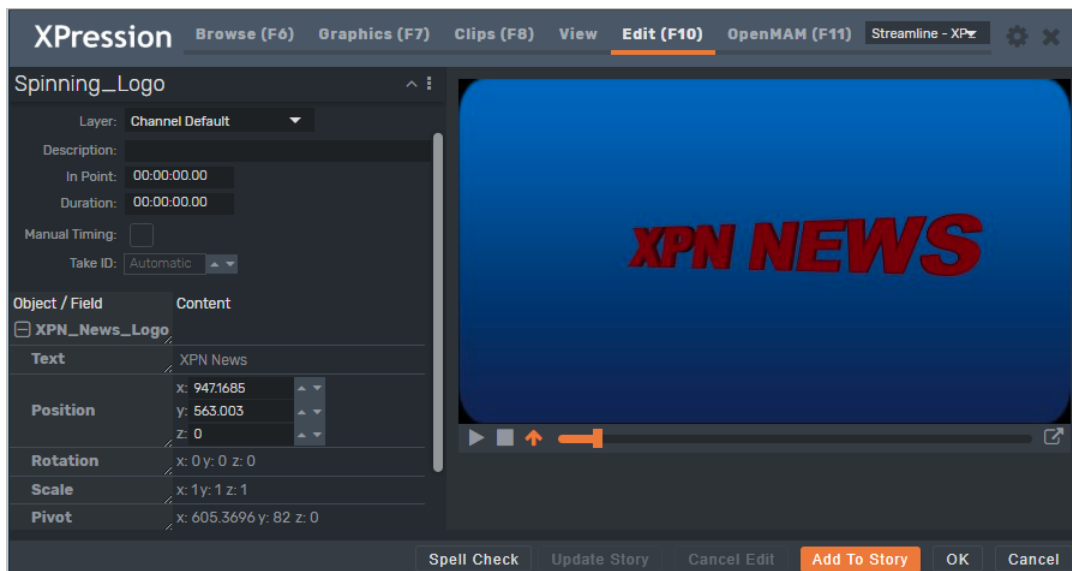 XPression Browse (F6) Graphics (F7) Clips (F8) View Edit (F10) OpenMAM (F11) Streamline - XPr
Spinning_Logo
Layer: Channel Default
Description:
In Point: 00:00:00.00
Duration: 00:00:00.00
Manual Timing:
Take ID: Automatic
Object / Field Content
XPN_News_Logo
Text XPN News
Position x: 947.1685
y: 563.003
z: 0
Rotation x: 0 y: 0 z: 0
Scale x: 1 y: 1 z: 1
Pivot x: 605.3696 y: 82 z: 0
XPN NEWS
Spell Check Update Story Cancel Edit Add To Story OK Cancel